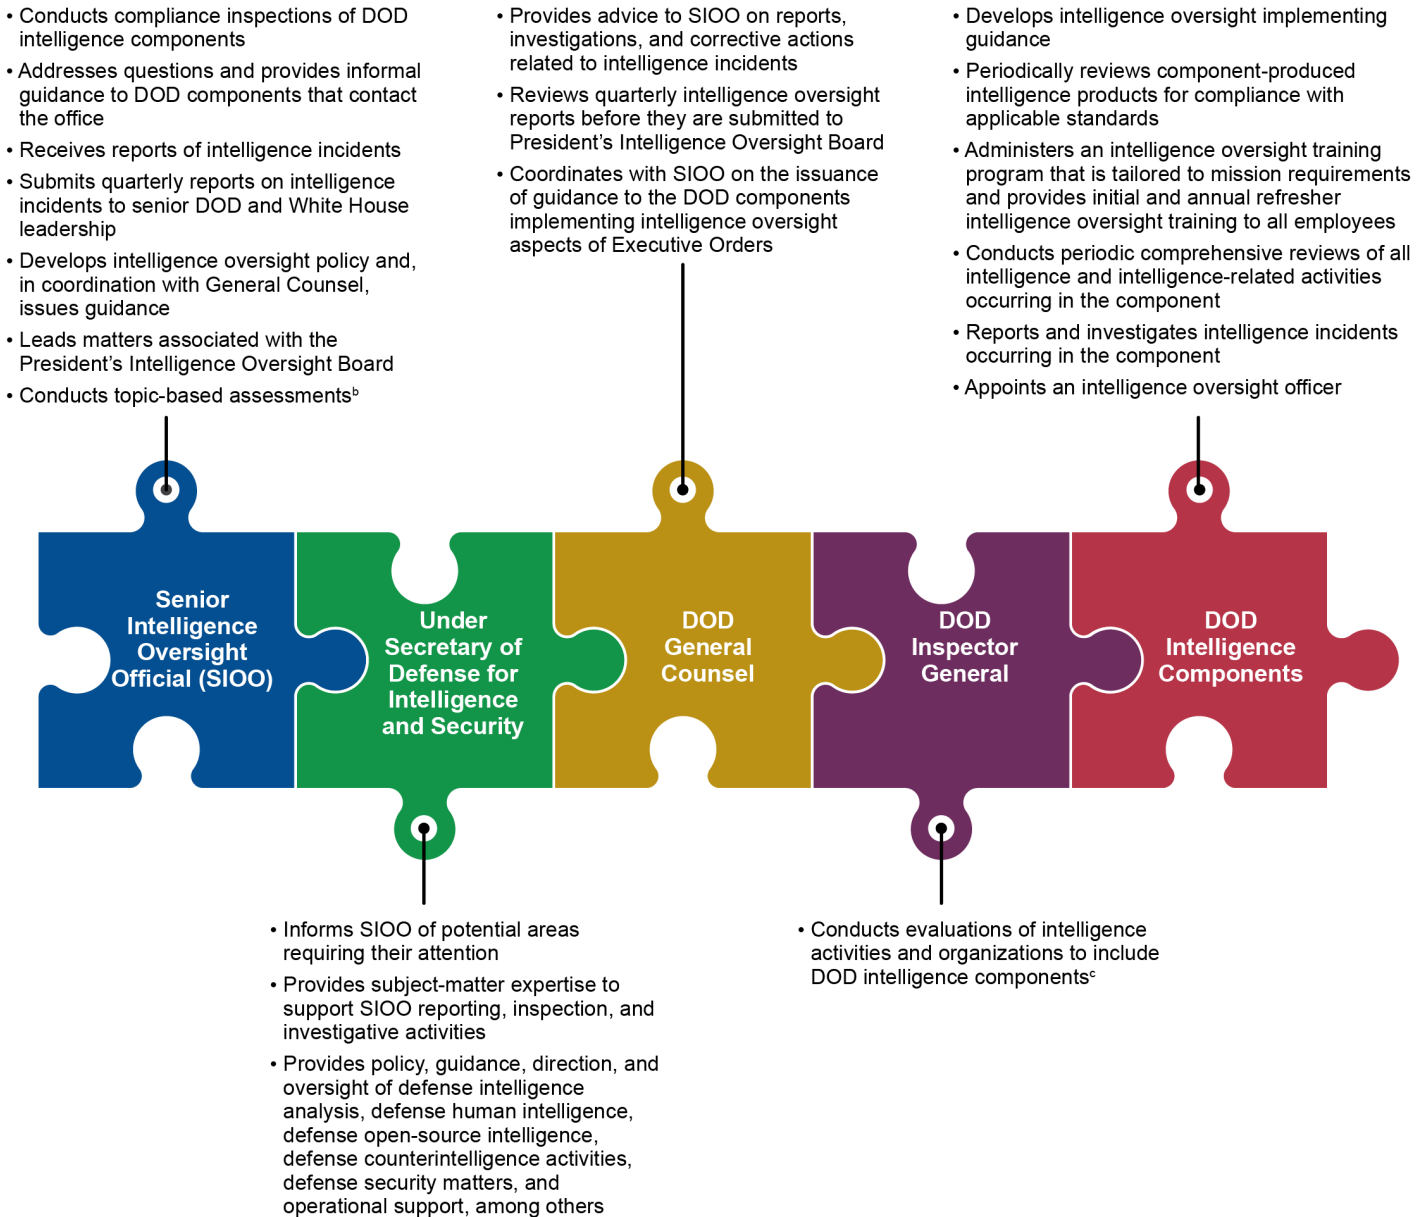 • Conducts compliance inspections of DOD
intelligence components
• Addresses questions and provides informal
guidance to DOD components that contact
the office
• Receives reports of intelligence incidents
• Submits quarterly reports on intelligence
incidents to senior DOD and White House
leadership
• Develops intelligence oversight policy and,
in coordination with General Counsel,
issues guidance
• Leads matters associated with the
President’s Intelligence Oversight Board
• Conducts topic-based assessmentsᵇ
• Provides advice to SIOO on reports,
investigations, and corrective actions
related to intelligence incidents
• Reviews quarterly intelligence oversight
reports before they are submitted to
President’s Intelligence Oversight Board
• Coordinates with SIOO on the issuance
of guidance to the DOD components
implementing intelligence oversight
aspects of Executive Orders
• Develops intelligence oversight implementing
guidance
• Periodically reviews component-produced
intelligence products for compliance with
applicable standards
• Administers an intelligence oversight training
program that is tailored to mission requirements
and provides initial and annual refresher
intelligence oversight training to all employees
• Conducts periodic comprehensive reviews of all
intelligence and intelligence-related activities
occurring in the component
• Reports and investigates intelligence incidents
occurring in the component
• Appoints an intelligence oversight officer
Senior
Intelligence
Oversight
Official (SIOO)
Under
Secretary of
Defense for
Intelligence
and Security
DOD
General
Counsel
DOD
Inspector
General
DOD
Intelligence
Components
• Informs SIOO of potential areas
requiring their attention
• Provides subject-matter expertise to
support SIOO reporting, inspection, and
investigative activities
• Provides policy, guidance, direction, and
oversight of defense intelligence
analysis, defense human intelligence,
defense open-source intelligence,
defense counterintelligence activities,
defense security matters, and
operational support, among others
• Conducts evaluations of intelligence
activities and organizations to include
DOD intelligence componentsᶜ